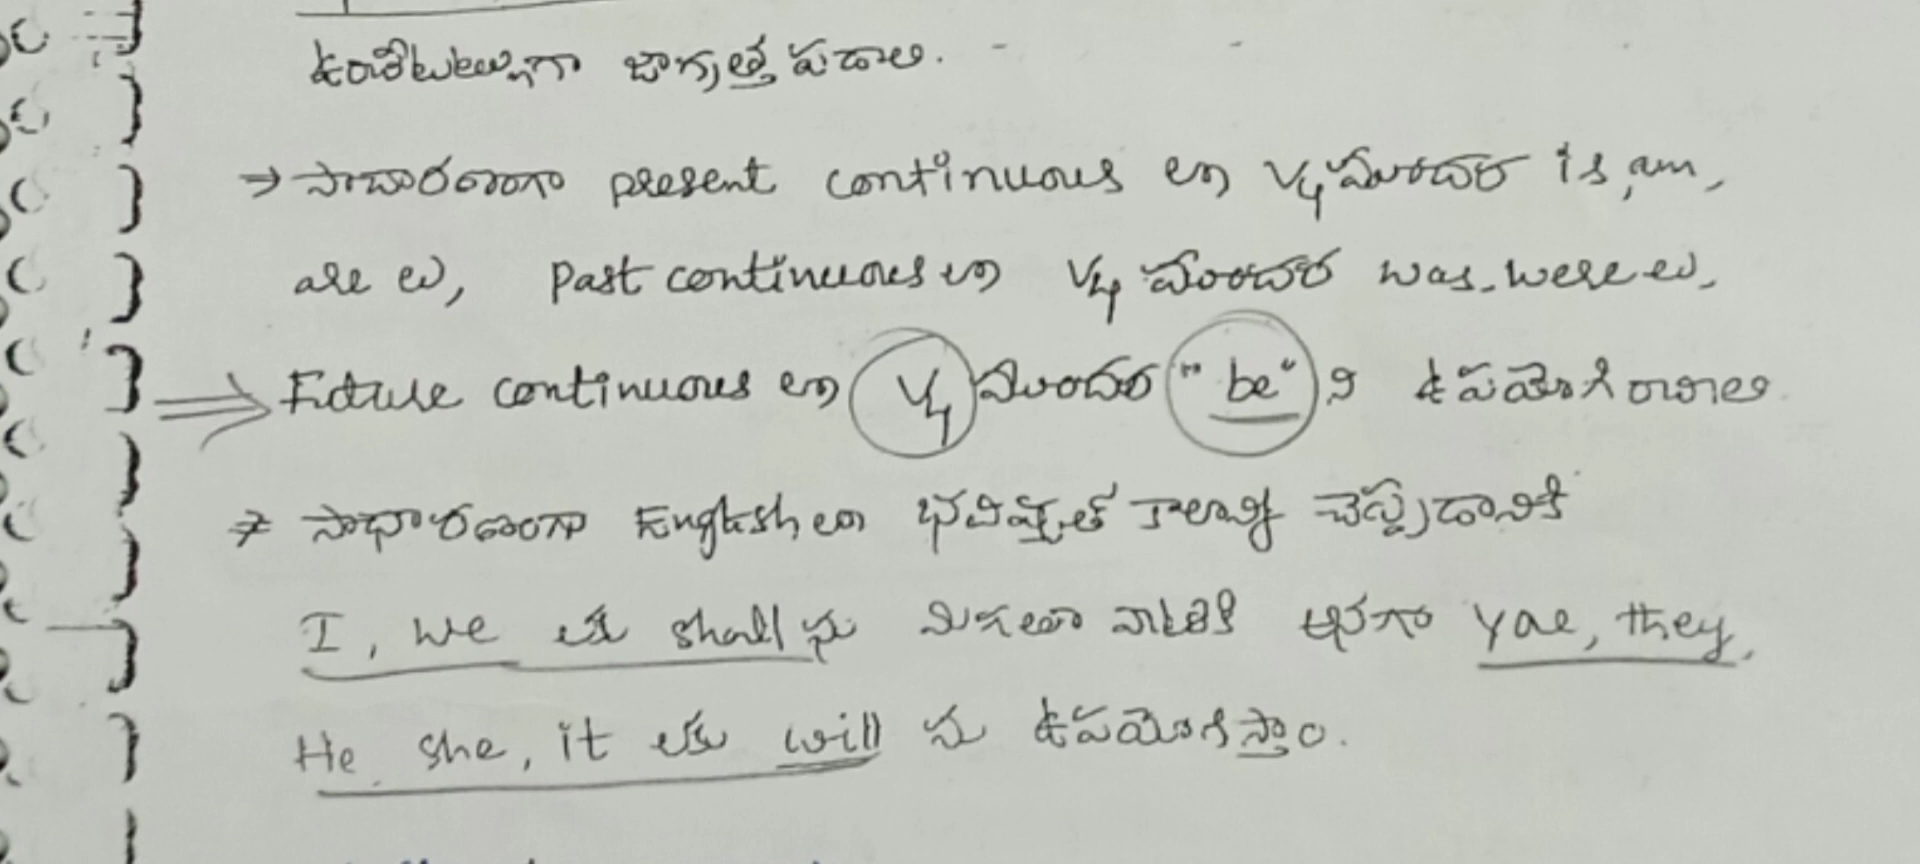 ఉండేటట్లుగా జాగ్రత్త పడాలి.
→ సాదారణంగా present continuous లో V4 ముందర is, am,
are లు, Past continuous లో V4 ముందర was, were లు,
⇒ Future continuous లో V4 ముందర "be" ని ఉపయోగించాలి
→ సాధారణంగా English లో భవిష్యత్ కాలాన్ని చెప్పడానికి
I, we లకు shall ను మిగతా వాటికి అనగా you, they,
He she, it లకు will ను ఉపయోగిస్తాం.